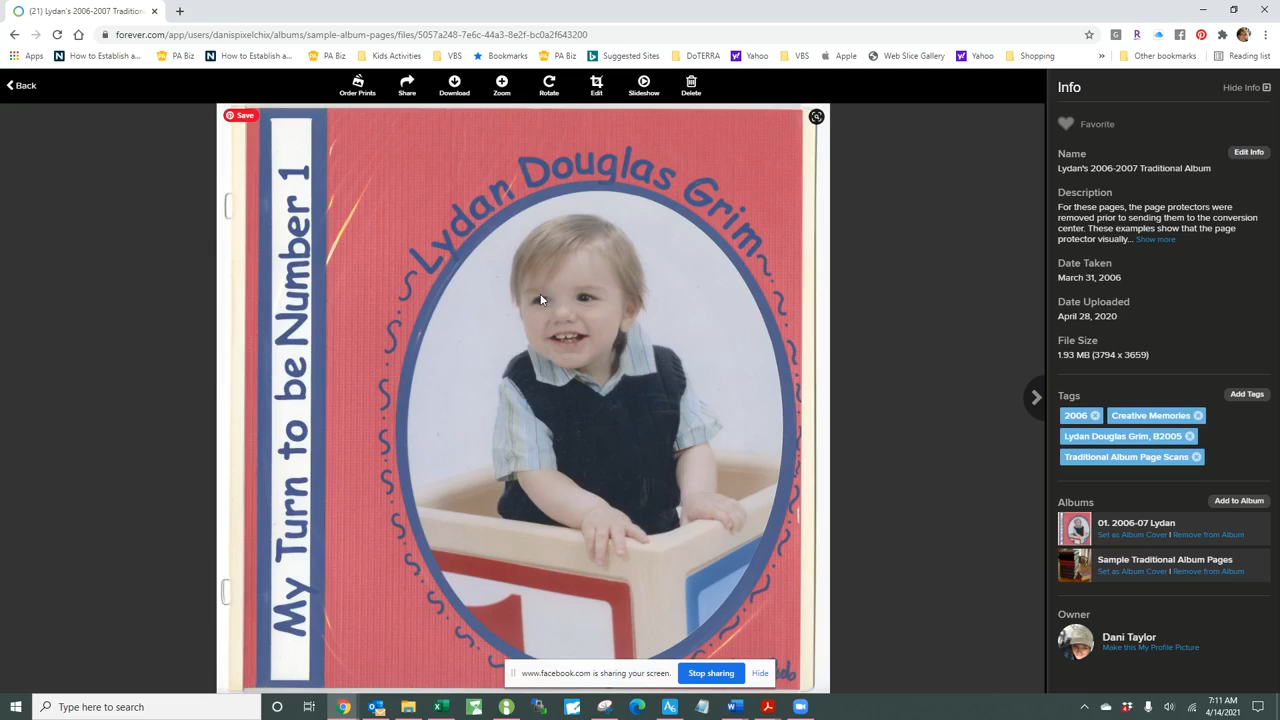 (21) Lydan's 2006-2007 Tradition
forever.com/app/users/danispixelchix/albums/sample-album-pages/files/5057a248-7e6c-44a3-8e2f-bc0a2f643200
Apps
How to Establish a...
PA Biz
How to Establish a...
PA Biz
Kids Activities
VBS
Bookmarks
PA Biz
Suggested Sites
DoTERRA
Yahoo
VBS
Apple
Web Slice Gallery
Yahoo
Shopping
»
Other bookmarks
Reading list
Back
Order Prints
Share
Download
Zoom
Rotate
Edit
Slideshow
Delete
Save
My Turn to be Number 1
Lydan Douglas Grim
Info
Hide Info
Favorite
Name
Edit Info
Lydan's 2006-2007 Traditional Album
Description
For these pages, the page protectors were
removed prior to sending them to the conversion
center. These examples show that the page
protector visually... Show more
Date Taken
March 31, 2006
Date Uploaded
April 28, 2020
File Size
1.93 MB (3794 x 3659)
Tags
Add Tags
2006
Creative Memories
Lydan Douglas Grim, B2005
Traditional Album Page Scans
Albums
Add to Album
01. 2006-07 Lydan
Set as Album Cover | Remove from Album
Sample Traditional Album Pages
Set as Album Cover | Remove from Album
Owner
Dani Taylor
Make this My Profile Picture
www.facebook.com is sharing your screen.
Stop sharing
Hide
Type here to search
7:11 AM
4/14/2021